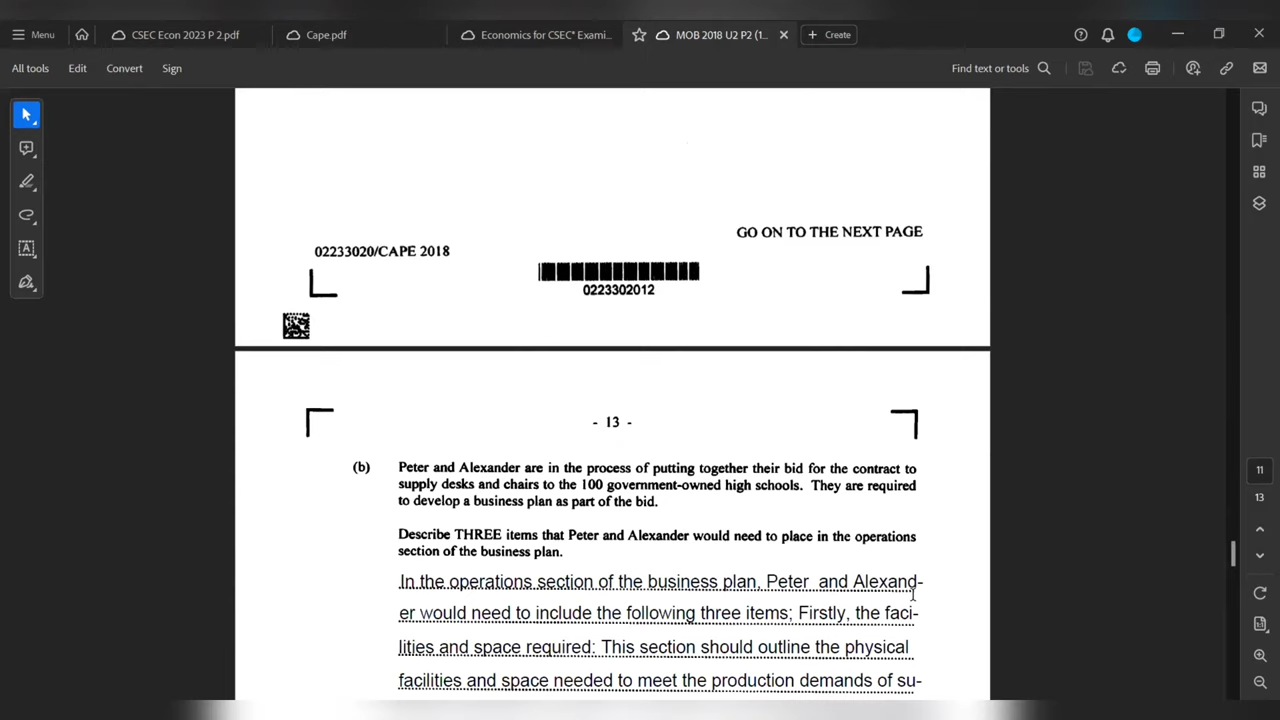 Menu
CSEC Econ 2023 P 2.pdf
Cape.pdf
Economics for CSEC® Exami...
MOB 2018 U2 P2 (1...
Create
All tools
Edit
Convert
Sign
Find text or tools
GO ON TO THE NEXT PAGE
02233020/CAPE 2018
0223302012
- 13 -
11
13
(b) Peter and Alexander are in the process of putting together their bid for the contract to
supply desks and chairs to the 100 government-owned high schools. They are required
to develop a business plan as part of the bid.
Describe THREE items that Peter and Alexander would need to place in the operations
section of the business plan.
In the operations section of the business plan, Peter and Alexand-
er would need to include the following three items; Firstly, the faci-
lities and space required: This section should outline the physical
facilities and space needed to meet the production demands of su-